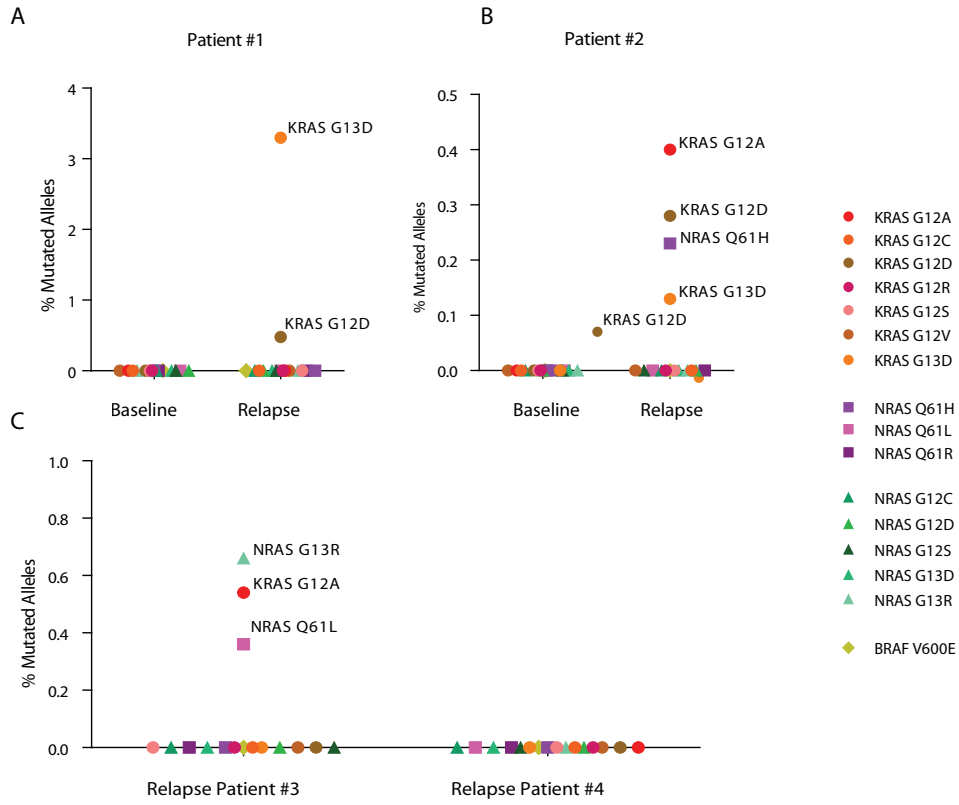 A
Patient #1
% Mutated Alleles
4
3
2
1
0
KRAS G13D
KRAS G12D
Baseline
Relapse
B
Patient #2
% Mutated Alleles
0.5
0.4
0.3
0.2
0.1
0.0
KRAS G12A
KRAS G12D
NRAS Q61H
KRAS G13D
KRAS G12D
Baseline
Relapse
KRAS G12A
KRAS G12C
KRAS G12D
KRAS G12R
KRAS G12S
KRAS G12V
KRAS G13D
NRAS Q61H
NRAS Q61L
NRAS Q61R
NRAS G12C
NRAS G12D
NRAS G12S
NRAS G13D
NRAS G13R
BRAF V600E
C
% Mutated Alleles
1.0
0.8
0.6
0.4
0.2
0.0
NRAS G13R
KRAS G12A
NRAS Q61L
Relapse Patient #3
Relapse Patient #4